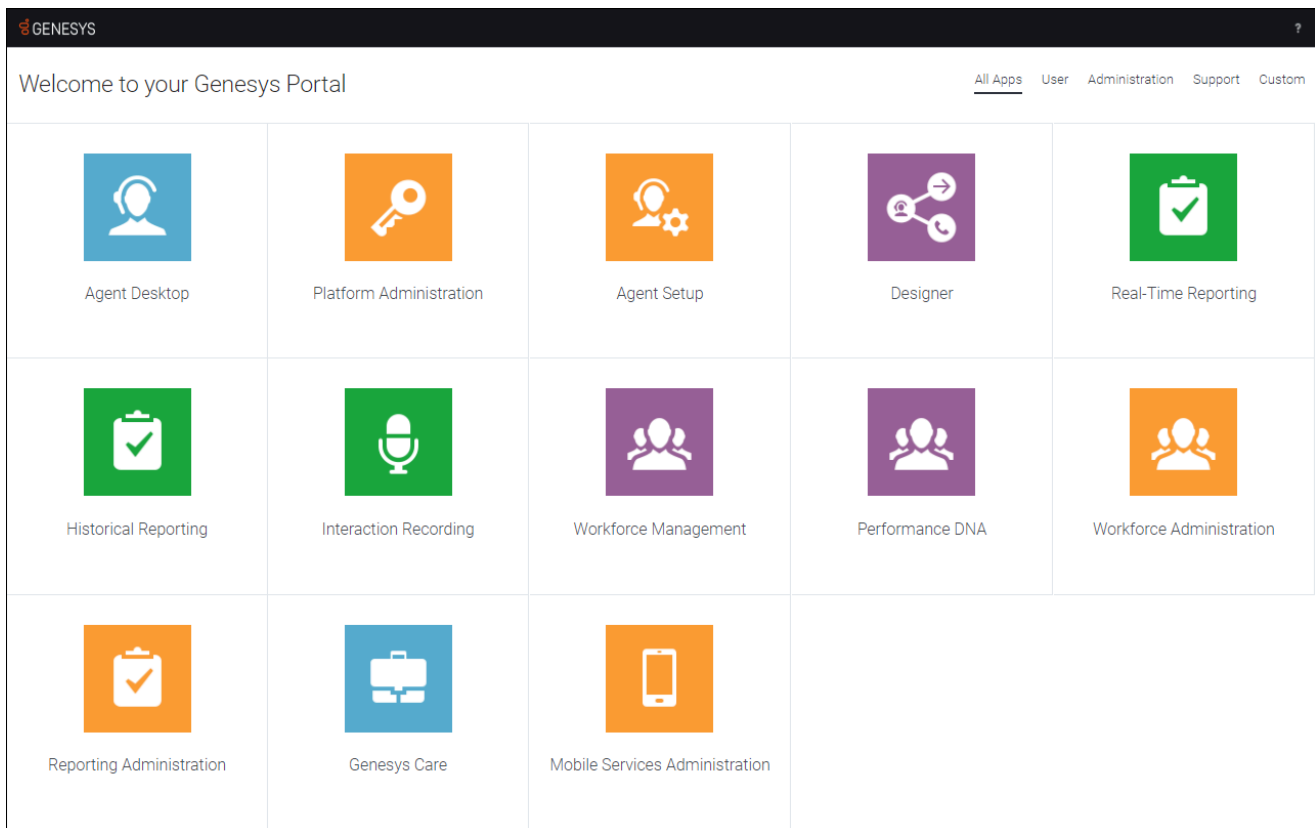 GENESYS ?
Welcome to your Genesys Portal
All Apps User Administration Support Custom
Agent Desktop
Platform Administration
Agent Setup
Designer
Real-Time Reporting
Historical Reporting
Interaction Recording
Workforce Management
Performance DNA
Workforce Administration
Reporting Administration
Genesys Care
Mobile Services Administration